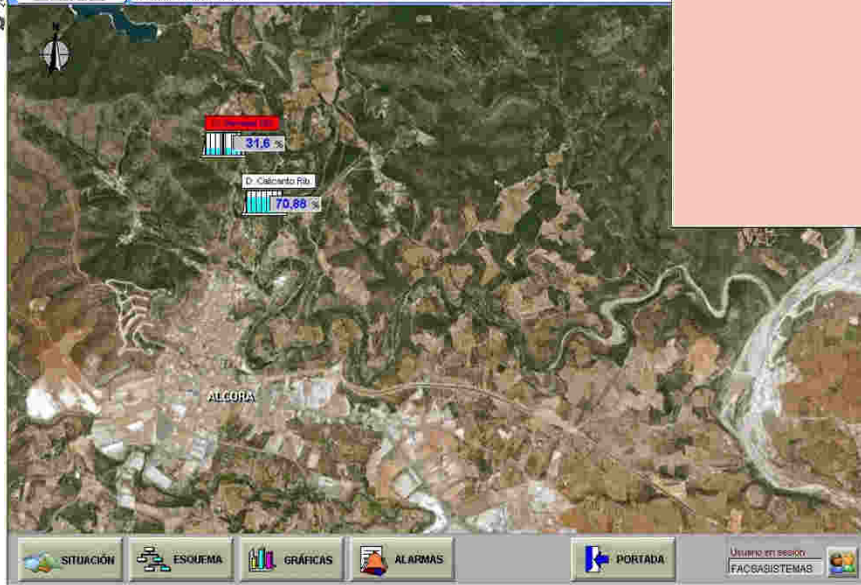 N
31,6 %
D. Calicanto Rib.
70,88 %
ALCORA
SITUACIÓN
ESQUEMA
GRÁFICAS
ALARMAS
PORTADA
Usuario en sesión
FACSASISTEMAS